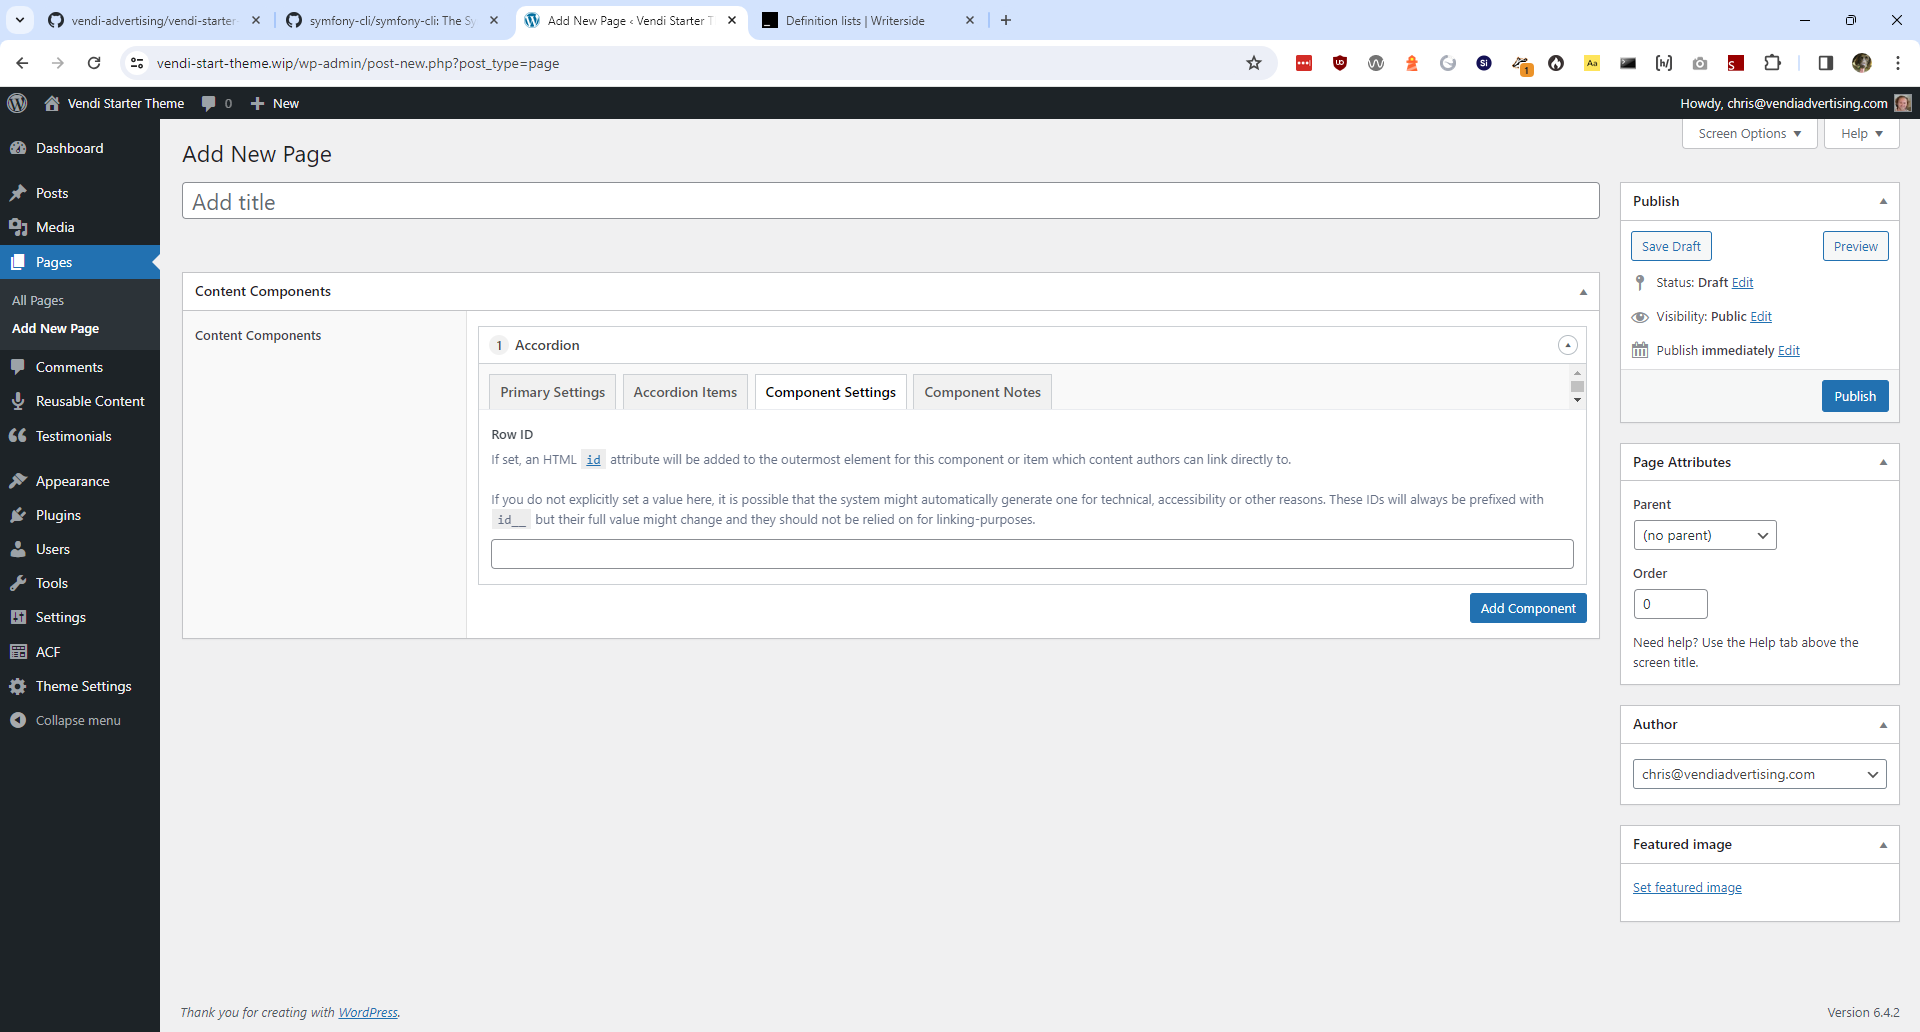 vendi-advertising/vendi-starter
symfony-cli/symfony-cli: The Sy
Add New Page ‹ Vendi Starter T
Definition lists | Writerside
vendi-start-theme.wip/wp-admin/post-new.php?post_type=page
Vendi Starter Theme
0
New
Howdy, chris@vendiadvertising.com
Screen Options
Help
Dashboard
Posts
Media
Pages
All Pages
Add New Page
Comments
Reusable Content
Testimonials
Appearance
Plugins
Users
Tools
Settings
ACF
Theme Settings
Collapse menu
Add New Page
Add title
Content Components
Content Components
1 Accordion
Primary Settings
Accordion Items
Component Settings
Component Notes
Row ID
If set, an HTML id attribute will be added to the outermost element for this component or item which content authors can link directly to.
If you do not explicitly set a value here, it is possible that the system might automatically generate one for technical, accessibility or other reasons. These IDs will always be prefixed with
id__ but their full value might change and they should not be relied on for linking-purposes.
Add Component
Publish
Save Draft
Preview
Status: Draft Edit
Visibility: Public Edit
Publish immediately Edit
Publish
Page Attributes
Parent
(no parent)
Order
0
Need help? Use the Help tab above the
screen title.
Author
chris@vendiadvertising.com
Featured image
Set featured image
Thank you for creating with WordPress.
Version 6.4.2